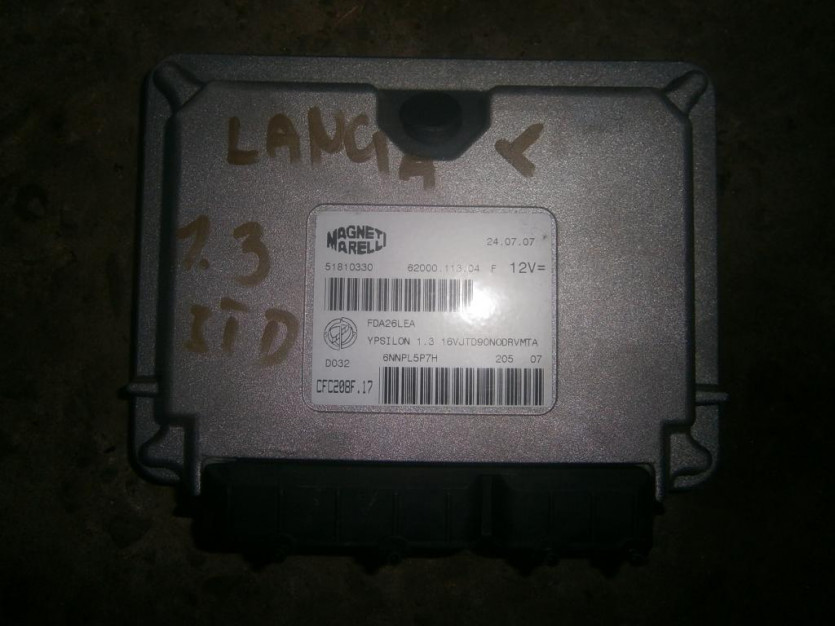 LANCIA Y
1.3
JTD
MAGNETI
MARELLI
24.07.07
51810330 62000.113.04 F 12V=
FDA26LEA
YPSILON 1.3 16VJTD90NODRVMTA
D032 6NNPL5P7H 205 07
CFC208F.17